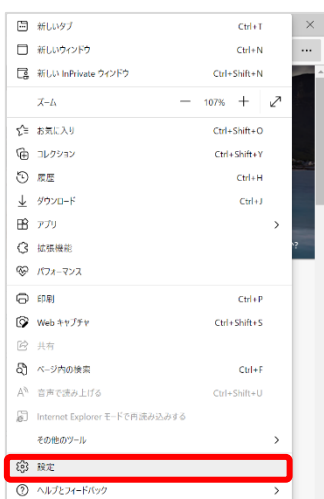 新しいタブ Ctrl+T
新しいウィンドウ Ctrl+N
新しい InPrivate ウィンドウ Ctrl+Shift+N
ズーム — 107% +
お気に入り Ctrl+Shift+O
コレクション Ctrl+Shift+Y
履歴 Ctrl+H
ダウンロード Ctrl+J
アプリ
拡張機能
パフォーマンス
印刷 Ctrl+P
Web キャプチャ Ctrl+Shift+S
共有
ページ内の検索 Ctrl+F
音声で読み上げる Ctrl+Shift+U
Internet Explorer モードで再読み込みする
その他のツール
設定
ヘルプとフィードバック
?